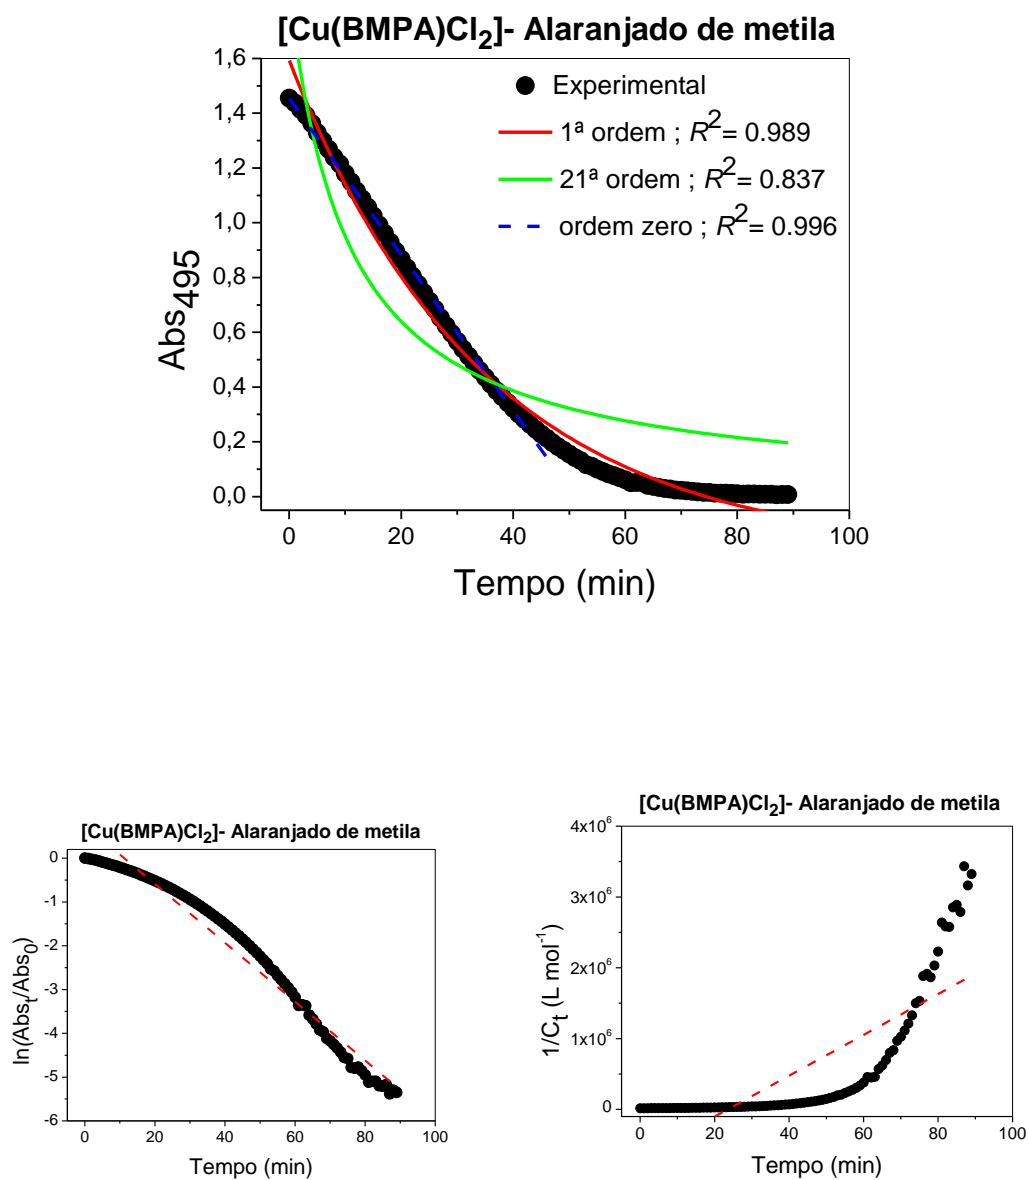 [Cu(BMPA)Cl₂]- Alaranjado de metila
Experimental
1ª ordem ; R²= 0.989
21ª ordem ; R²= 0.837
ordem zero ; R²= 0.996
1,6
1,4
1,2
1,0
0,8
0,6
0,4
0,2
0,0
Abs₄₉₅
0 20 40 60 80 100
Tempo (min)
[Cu(BMPA)Cl₂]- Alaranjado de metila
0
-1
-2
-3
-4
-5
-6
ln(Absₜ/Abs₀)
0 20 40 60 80 100
Tempo (min)
[Cu(BMPA)Cl₂]- Alaranjado de metila
4x10⁶
3x10⁶
2x10⁶
1x10⁶
0
1/Cₜ (L mol⁻¹)
0 20 40 60 80 100
Tempo (min)